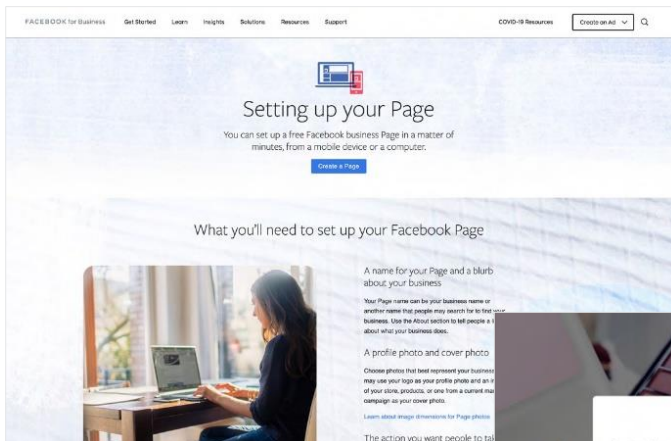 FACEBOOK for Business Get Started Learn Insights Solutions Resources Support COVID-19 Resources Create an Ad
Setting up your Page
You can set up a free Facebook business Page in a matter of
minutes, from a mobile device or a computer.
Create a Page
What you'll need to set up your Facebook Page
A name for your Page and a blurb
about your business
Your Page name can be your business name or
another name that people may search for to find your
business. Use the About section to tell people a
about what your business does.
A profile photo and cover photo
Choose photos that best represent your business
may use your logo as your profile photo and an
of your store, products, or one from a current
campaign as your cover photo.
Learn about image dimensions for Page photos
The action you want people to